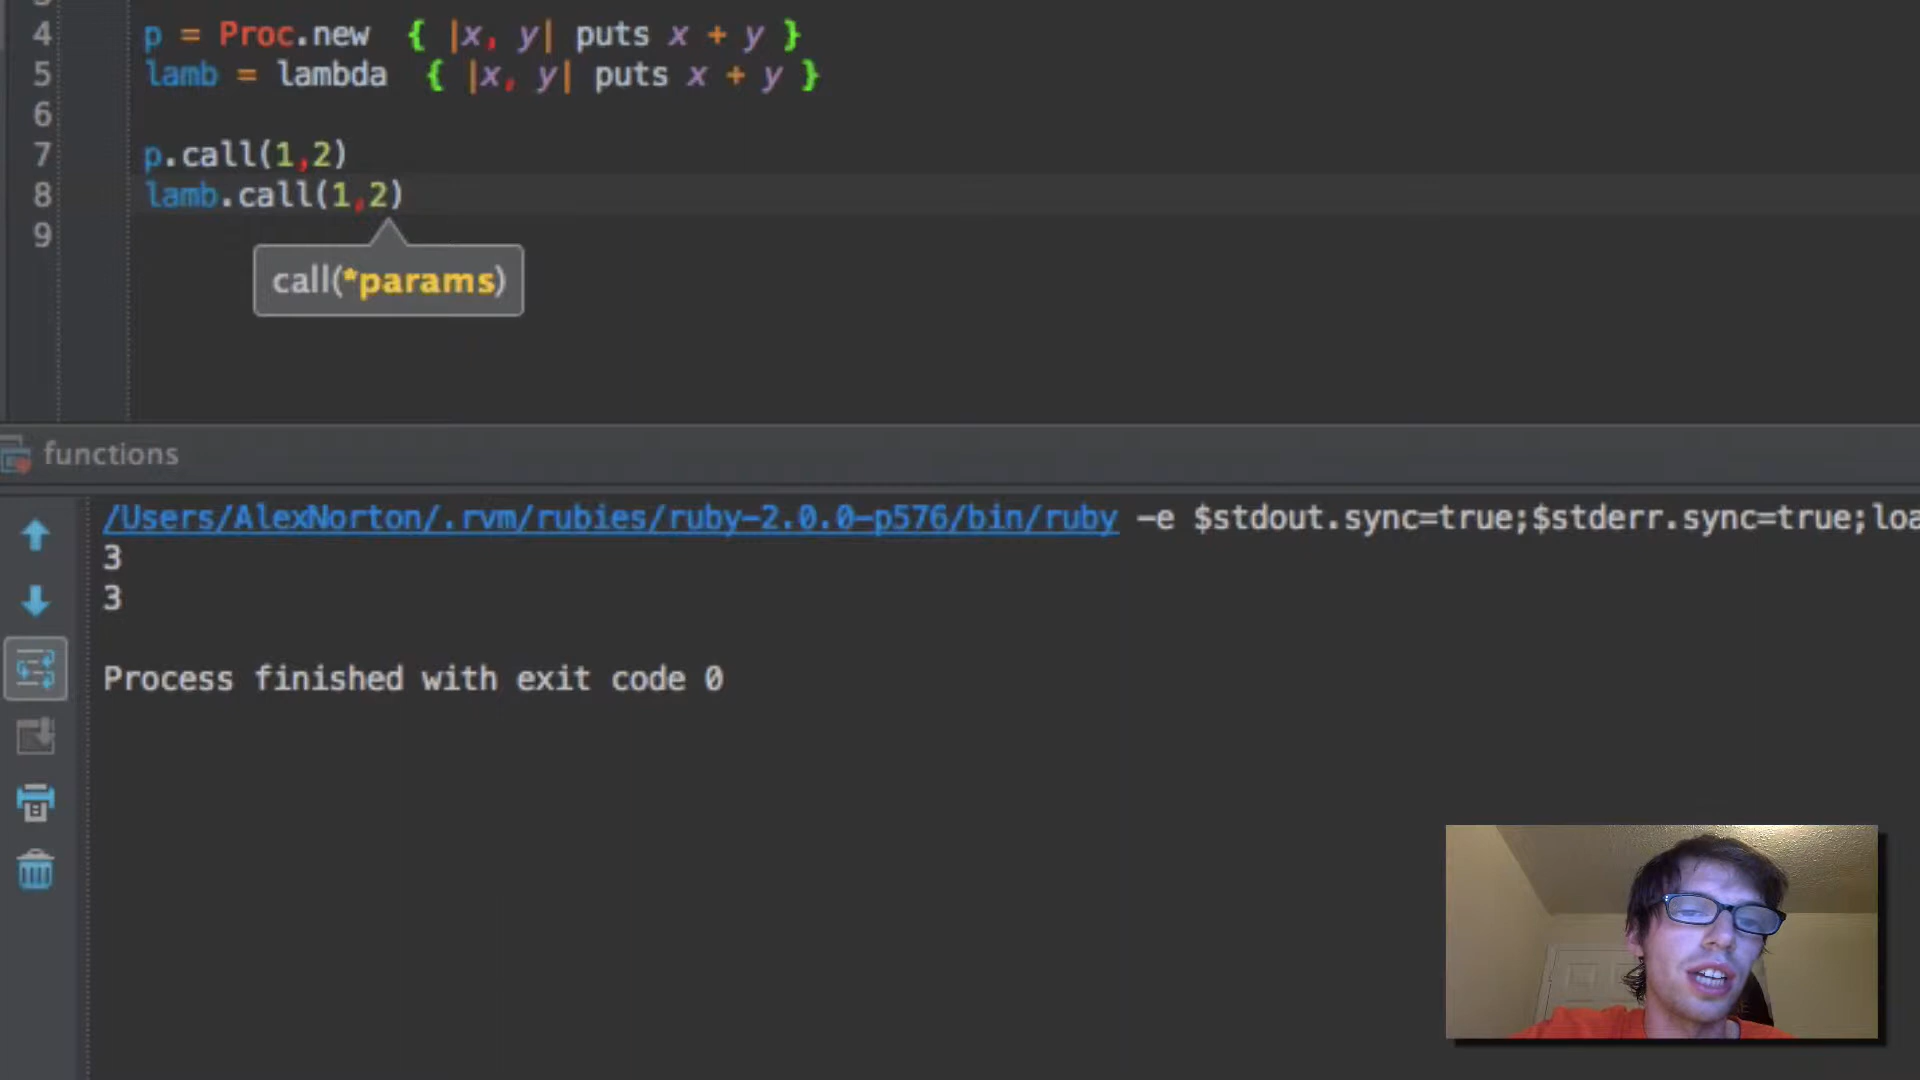 4 p = Proc.new { |x, y| puts x + y }
5 lamb = lambda { |x, y| puts x + y }
6
7 p.call(1,2)
8 lamb.call(1,2)
9
call(*params)
functions
/Users/AlexNorton/.rvm/rubies/ruby-2.0.0-p576/bin/ruby -e $stdout.sync=true;$stderr.sync=true;loa
3
3
Process finished with exit code 0